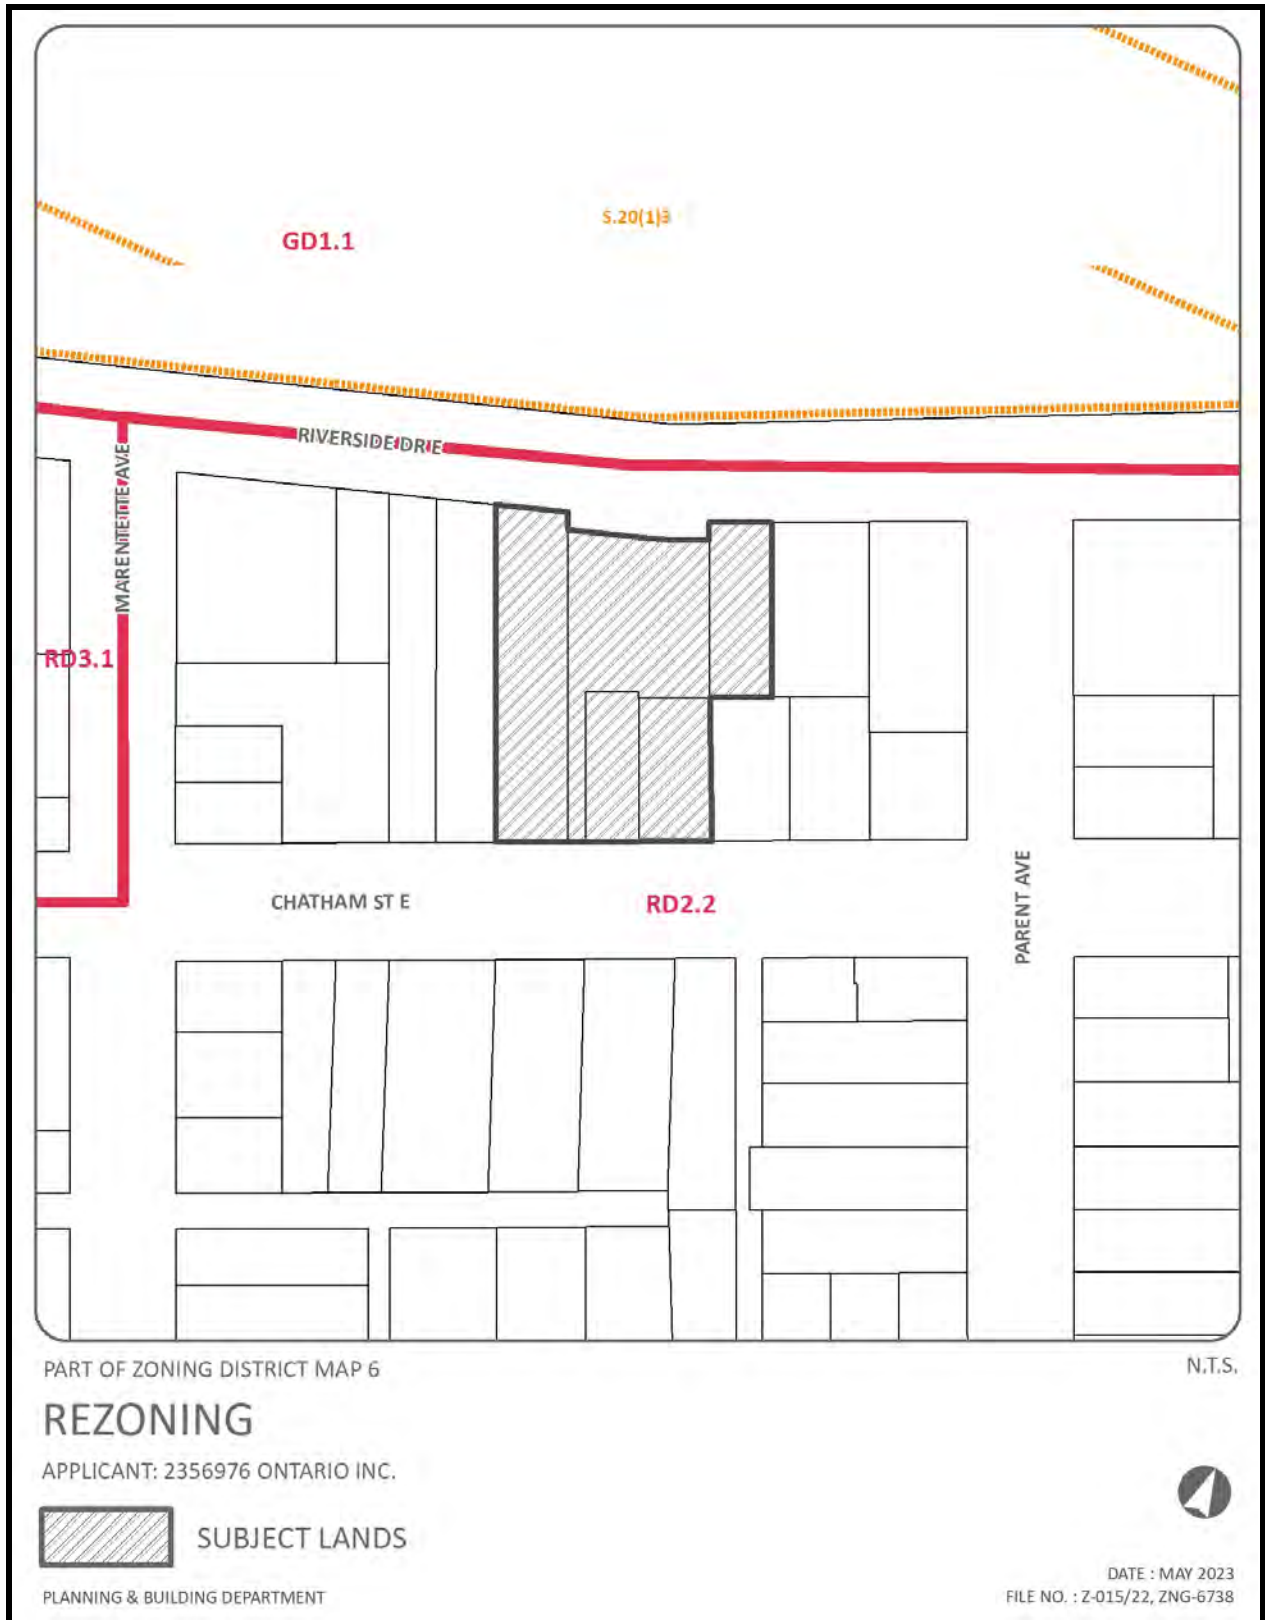 S.20(1)3
GD1.1
RIVERSIDE DR E
MARENTETTE AVE
RD3.1
CHATHAM ST E
RD2.2
PARENT AVE
PART OF ZONING DISTRICT MAP 6
N.T.S.
REZONING
APPLICANT: 2356976 ONTARIO INC.
SUBJECT LANDS
PLANNING & BUILDING DEPARTMENT
DATE : MAY 2023
FILE NO. : Z-015/22, ZNG-6738